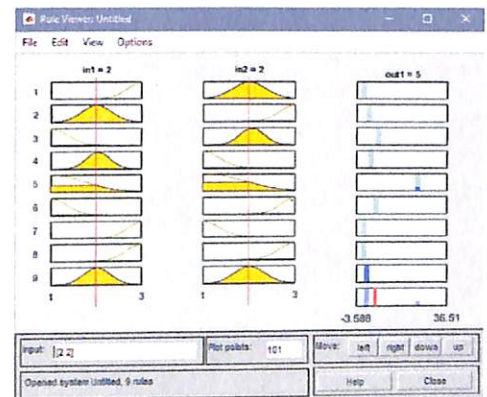 Rule Viewer: Untitled
File Edit View Options
in1 = 2 in2 = 2 out1 = 5
1
2
3
4
5
6
7
8
9
1 3 1 3
-3.588 36.51
Input: [2 2] Plot points: 101 Move: left right down up
Opened system Untitled, 9 rules Help Close